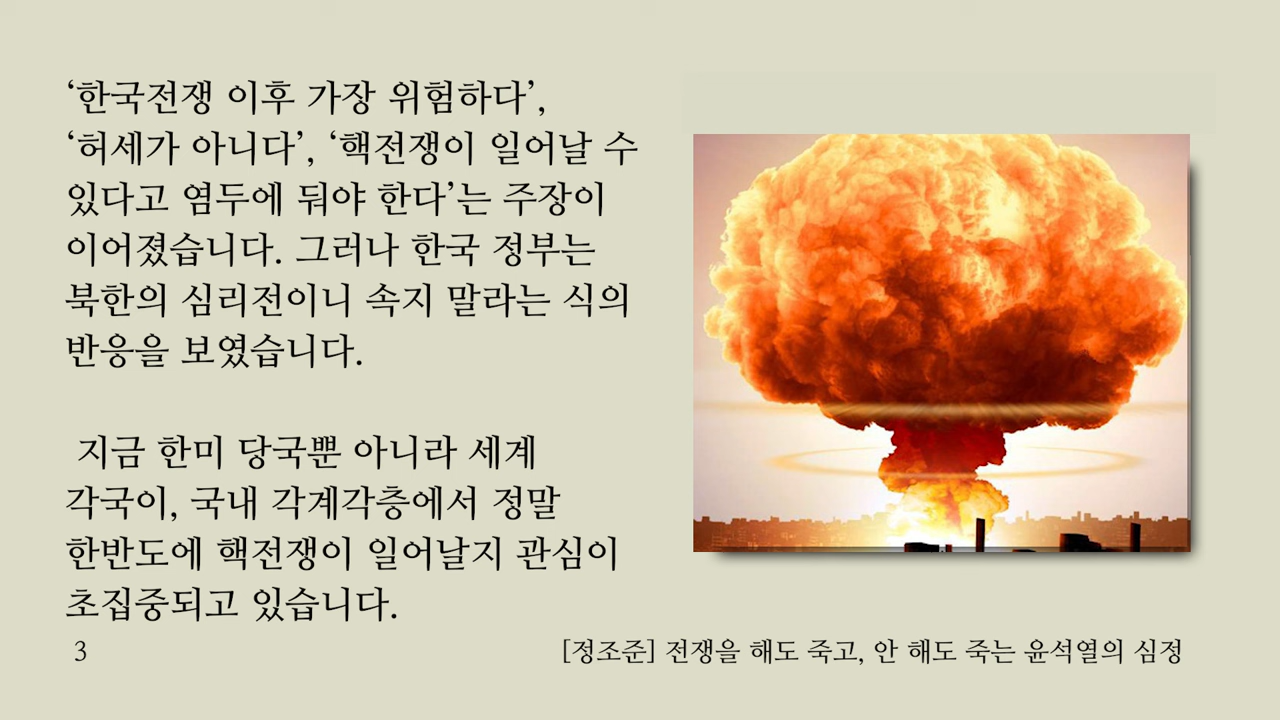 ‘한국전쟁 이후 가장 위험하다’,
‘허세가 아니다’, ‘핵전쟁이 일어날 수
있다고 염두에 둬야 한다’는 주장이
이어졌습니다. 그러나 한국 정부는
북한의 심리전이니 속지 말라는 식의
반응을 보였습니다.
지금 한미 당국뿐 아니라 세계
각국이, 국내 각계각층에서 정말
한반도에 핵전쟁이 일어날지 관심이
초집중되고 있습니다.
3
[정조준] 전쟁을 해도 죽고, 안 해도 죽는 윤석열의 심정